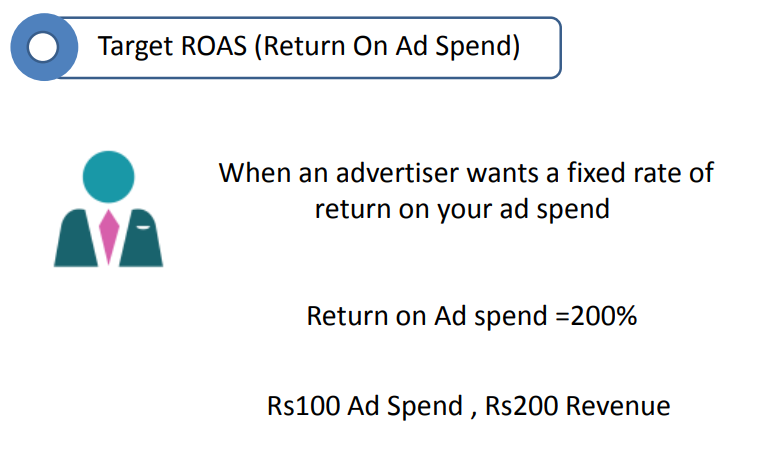 Target ROAS (Return On Ad Spend)
When an advertiser wants a fixed rate of
return on your ad spend
Return on Ad spend =200%
Rs100 Ad Spend , Rs200 Revenue